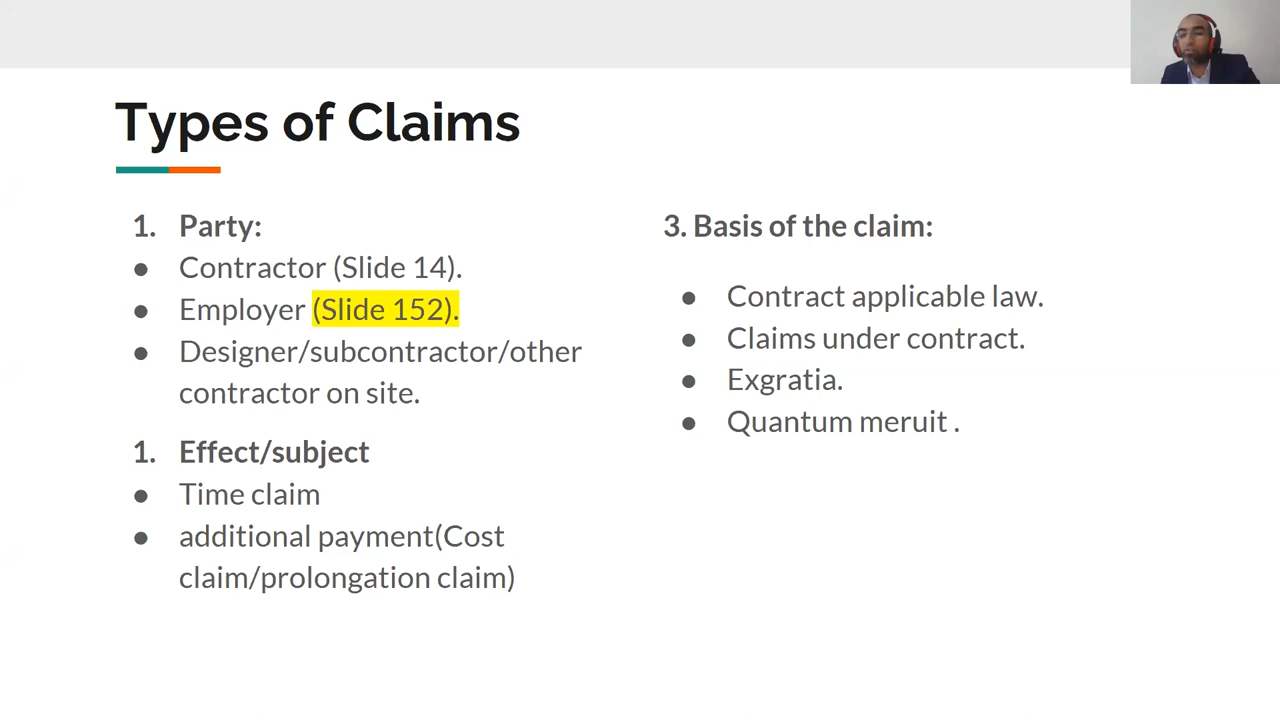 Types of Claims
1. Party:
● Contractor (Slide 14).
● Employer (Slide 152).
● Designer/subcontractor/other
contractor on site.
1. Effect/subject
● Time claim
● additional payment(Cost
claim/prolongation claim)
3. Basis of the claim:
● Contract applicable law.
● Claims under contract.
● Exgratia.
● Quantum meruit .